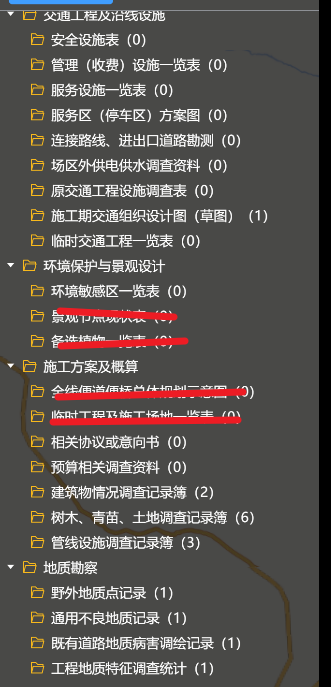 交通工程及沿线设施
安全设施表（0）
管理（收费）设施一览表（0）
服务设施一览表（0）
服务区（停车区）方案图（0）
连接路线、进出口道路勘测（0）
场区外供电供水调查资料（0）
原交通工程设施调查表（0）
施工期交通组织设计图（草图）（1）
临时交通工程一览表（0）
环境保护与景观设计
环境敏感区一览表（0）
景观节点现状表（0）
备选植物一览表（0）
施工方案及概算
全线便道便桥总体规划示意图（0）
临时工程及施工场地一览表（0）
相关协议或意向书（0）
预算相关调查资料（0）
建筑物情况调查记录簿（2）
树木、青苗、土地调查记录簿（6）
管线设施调查记录簿（3）
地质勘察
野外地质点记录（1）
通用不良地质记录（1）
既有道路地质病害调绘记录（1）
工程地质特征调查统计（1）